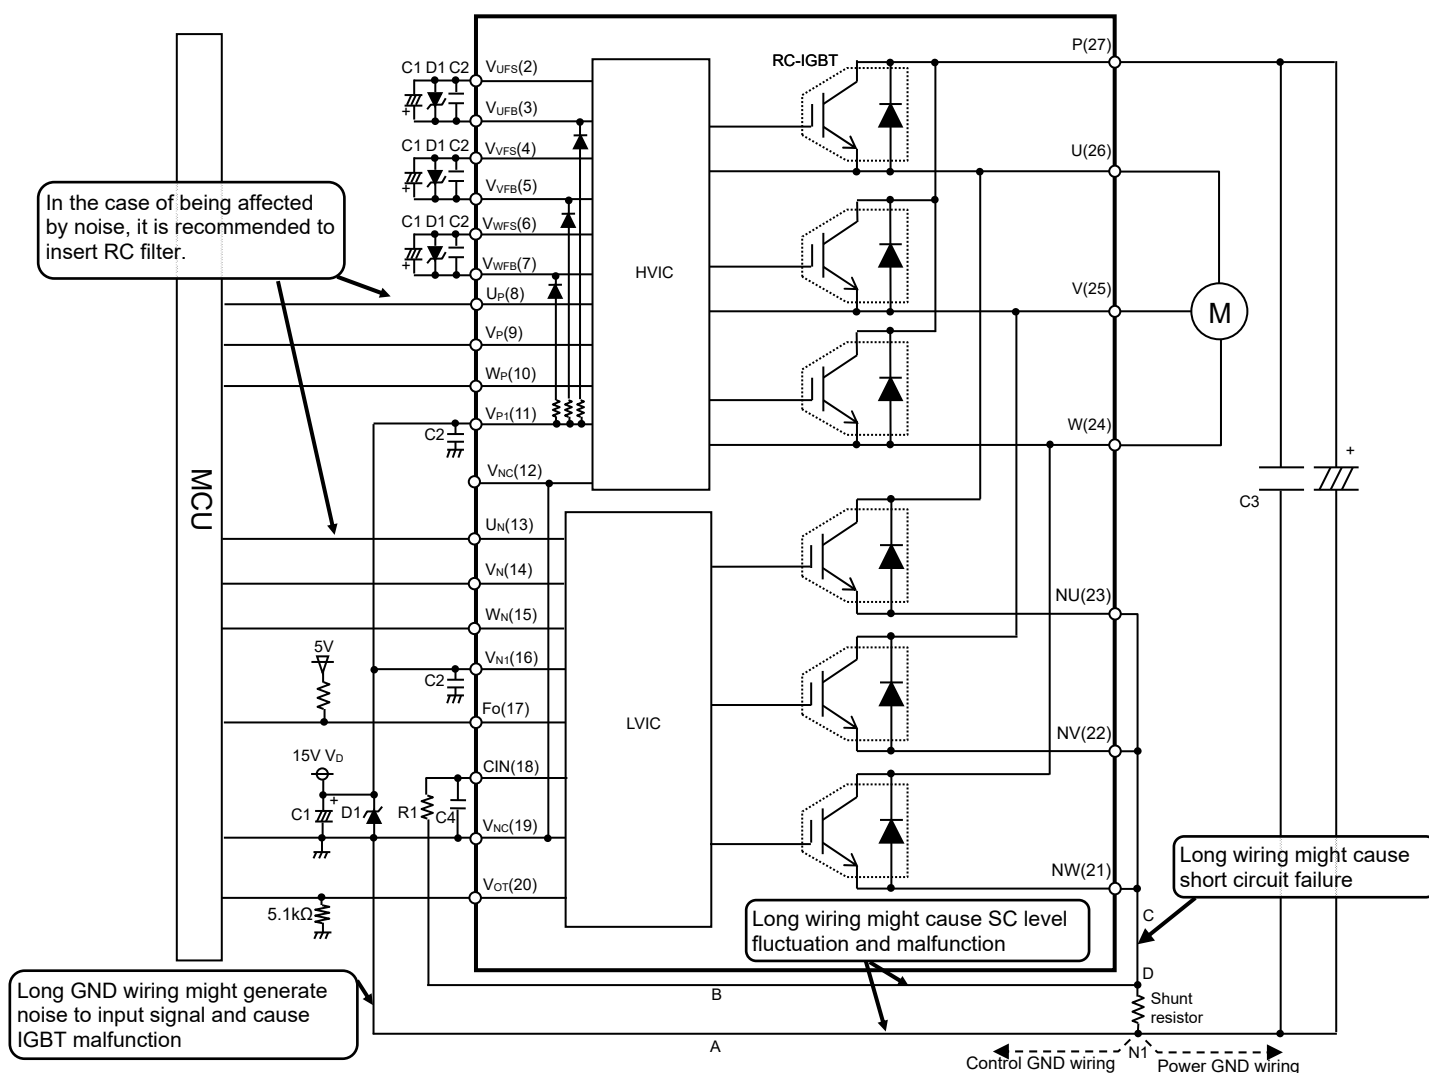 P(27)
RC-IGBT
C1 D1 C2
VUFS(2)
+
VUFB(3)
C1 D1 C2
VVFS(4)
U(26)
+
VVFB(5)
In the case of being affected
by noise, it is recommended to
insert RC filter.
C1 D1 C2
VWFS(6)
+
VWFB(7)
HVIC
UP(8)
V(25)
M
VP(9)
WP(10)
VP1(11)
C2
W(24)
+
C3
VNC(12)
MCU
UN(13)
VN(14)
NU(23)
WN(15)
5V
VN1(16)
C2
Fo(17)
LVIC
NV(22)
15V VD
CIN(18)
+
C1
D1
R1
C4
VNC(19)
Long wiring might cause
short circuit failure
NW(21)
VOT(20)
5.1kΩ
Long wiring might cause SC level
fluctuation and malfunction
C
D
Long GND wiring might generate
noise to input signal and cause
IGBT malfunction
B
Shunt
resistor
A
Control GND wiring
N1
Power GND wiring